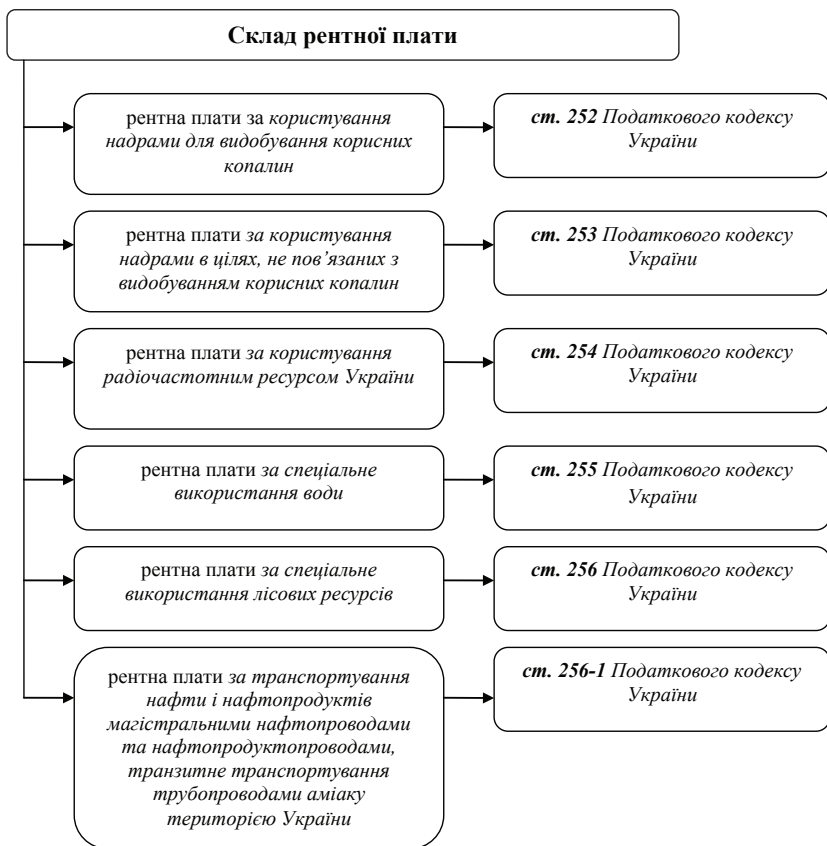 Склад рентної плати
рентна плати за користування
надрами для видобування корисних
копалин
ст. 252 Податкового кодексу
України
рентна плати за користування
надрами в цілях, не пов’язаних з
видобуванням корисних копалин
ст. 253 Податкового кодексу
України
рентна плати за користування
радіочастотним ресурсом України
ст. 254 Податкового кодексу
України
рентна плати за спеціальне
використання води
ст. 255 Податкового кодексу
України
рентна плати за спеціальне
використання лісових ресурсів
ст. 256 Податкового кодексу
України
рентна плати за транспортування
нафти і нафтопродуктів
магістральними нафтопроводами
та нафтопродуктопроводами,
транзитне транспортування
трубопроводами аміаку
територією України
ст. 256-1 Податкового кодексу
України